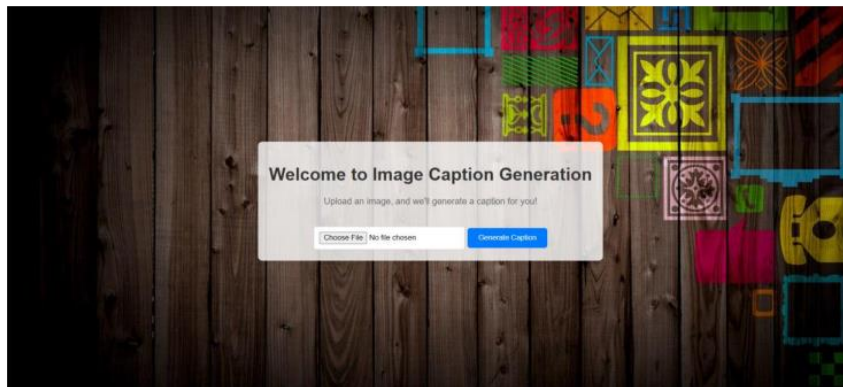 Welcome to Image Caption Generation
Upload an image, and we'll generate a caption for you!
Choose File No file chosen Generate Caption